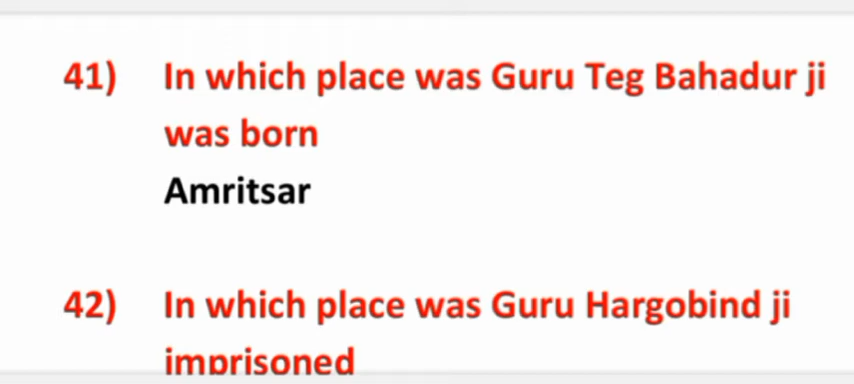 41) In which place was Guru Teg Bahadur ji
was born
Amritsar
42) In which place was Guru Hargobind ji
imprisoned